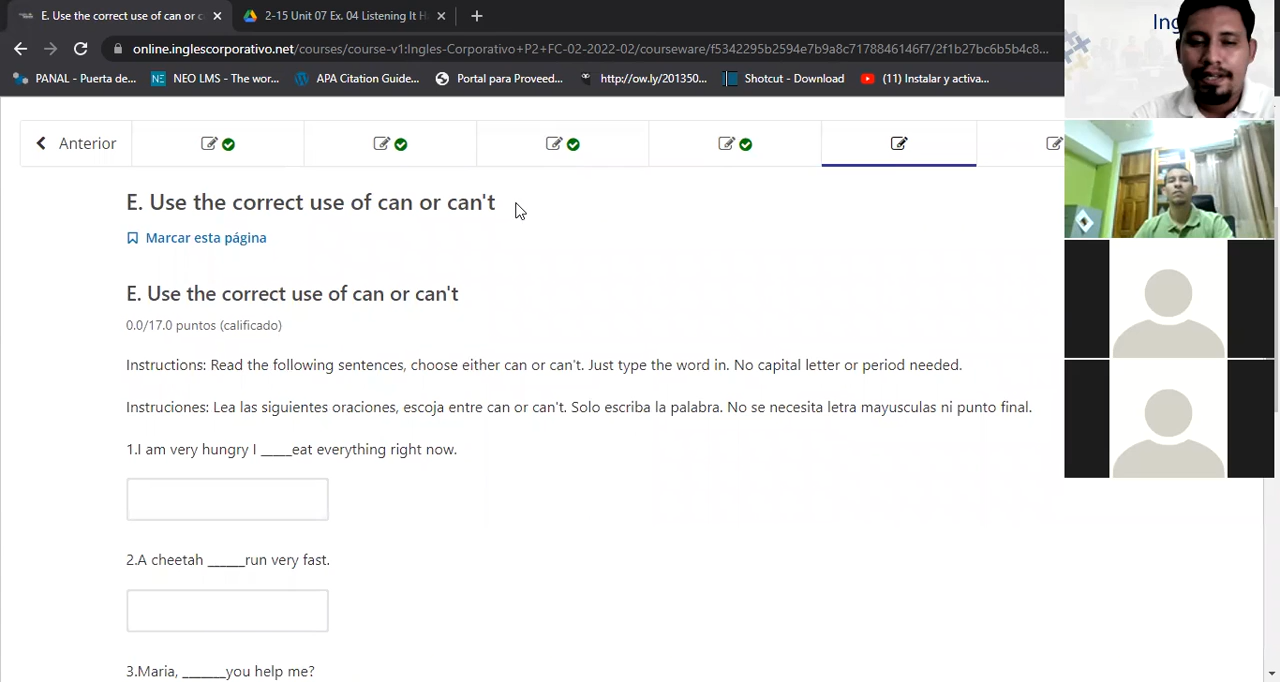 E. Use the correct use of can or c
2-15 Unit 07 Ex. 04 Listening It H
online.inglescorporativo.net/courses/course-v1:Ingles-Corporativo+P2+FC-02-2022-02/courseware/f5342295b2594e7b9a8c7178846146f7/2f1b27bc6b5b4c8...
PANAL - Puerta de... NEO LMS - The wor... APA Citation Guide... Portal para Proveed... http://ow.ly/201350... Shotcut - Download (11) Instalar y activa...
Ing
Anterior
E. Use the correct use of can or can't
Marcar esta página
E. Use the correct use of can or can't
0.0/17.0 puntos (calificado)
Instructions: Read the following sentences, choose either can or can't. Just type the word in. No capital letter or period needed.
Instruciones: Lea las siguientes oraciones, escoja entre can or can't. Solo escriba la palabra. No se necesita letra mayusculas ni punto final.
1.I am very hungry I _____eat everything right now.
2.A cheetah ______run very fast.
3.Maria, _______you help me?